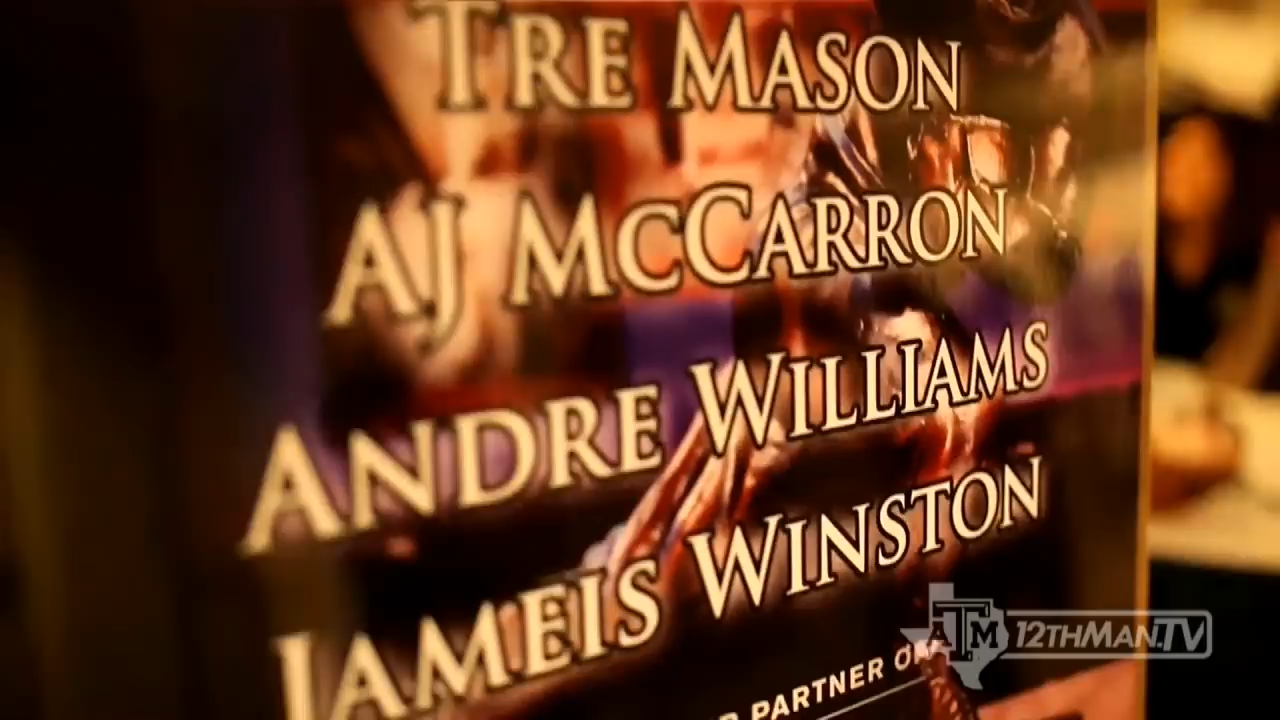 TRE MASON
AJ MCCARRON
ANDRE WILLIAMS
JAMEIS WINSTON
PARTNER OF
ATM 12THMAN.TV